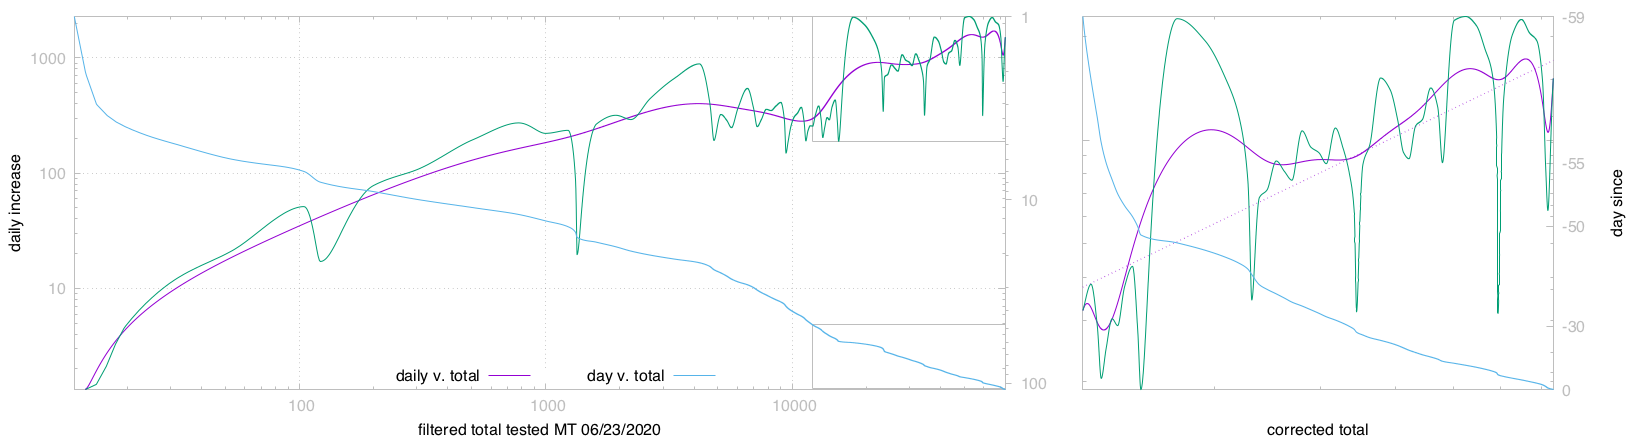 1000
100
10
daily increase
100
1000
10000
filtered total tested MT 06/23/2020
daily v. total
day v. total
1
10
100
-59
-55
-50
-30
0
day since
corrected total